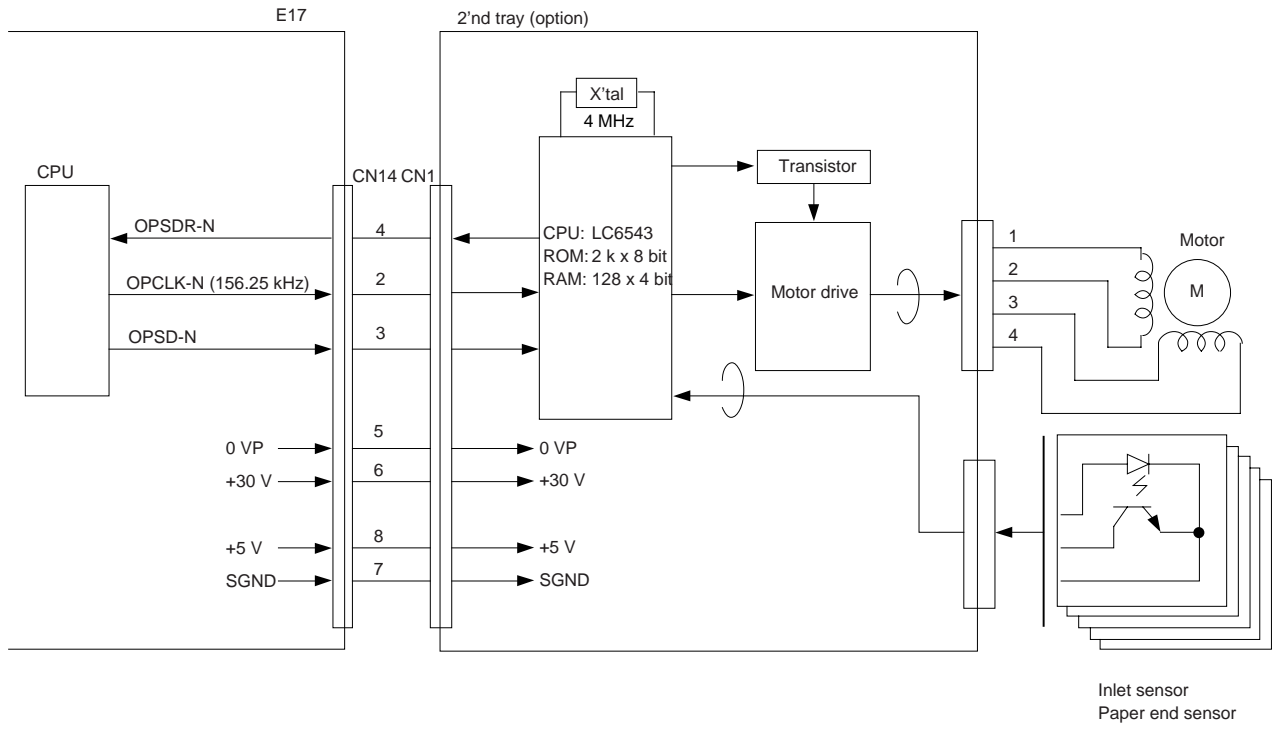 E17
2'nd tray (option)
X'tal
4 MHz
CPU
CN14 CN1
Transistor
OPSDR-N
4
CPU: LC6543
ROM: 2 k x 8 bit
RAM: 128 x 4 bit
OPCLK-N (156.25 kHz)
2
OPSD-N
3
Motor drive
1
2
3
4
Motor
M
0 VP
5
0 VP
+30 V
6
+30 V
+5 V
8
+5 V
SGND
7
SGND
Inlet sensor
Paper end sensor